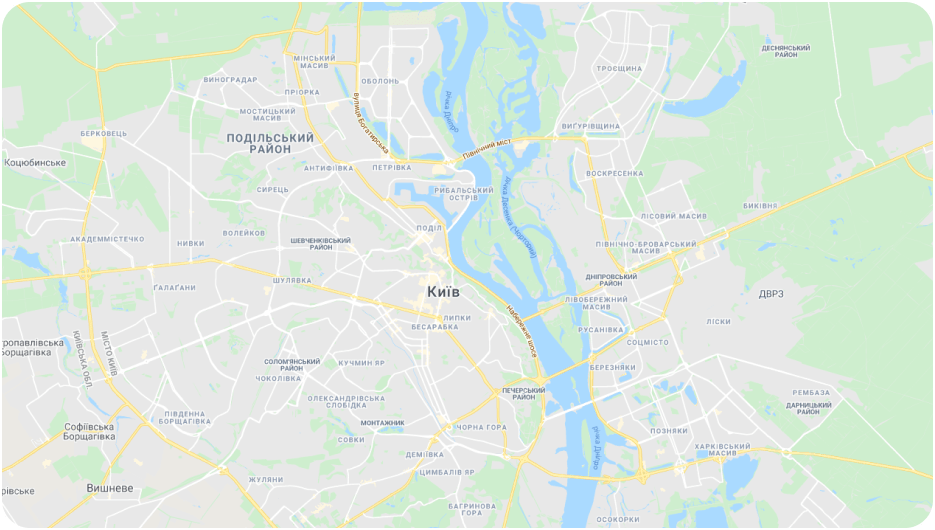 ДЕСНЯНСЬКИЙ
РАЙОН
МІНСЬКИЙ
МАСИВ
ТРОЄЩИНА
ВИНОГРАДАР
ОБОЛОНЬ
ПРІОРКА
річка Дніпро
вулиця Богатирська
МОСТИЦЬКИЙ
МАСИВ
ВИГУРІВЩИНА
БЕРКОВЕЦЬ
ПОДІЛЬСЬКИЙ
РАЙОН
Північний міст
Коцюбинське
АНТИФІЇВКА
ПЕТРІВКА
ВОСКРЕСЕНКА
СИРЕЦЬ
РИБАЛЬСЬКИЙ
ОСТРІВ
річка Десенка (Чорторий)
БИКІВНЯ
ЛІСОВИЙ МАСИВ
ПОДІЛ
ВОЛЕЙКОВ
АКАДЕММІСТЕЧКО
НИВКИ
ШЕВЧЕНКІВСЬКИЙ
РАЙОН
ПІВНІЧНО-БРОВАРСЬКИЙ
МАСИВ
ДНІПРОВСЬКИЙ
РАЙОН
ГАЛАГАНИ
ШУЛЯВКА
Київ
ДВРЗ
ЛІВОБЕРЕЖНИЙ
МАСИВ
Набережне шосе
ЛИПКИ
БЕСАРАБКА
ЛІСКИ
РУСАНІВКА
СОЦМІСТО
тропавлівська
Борщагівка
КИЇВСЬКА ОБЛ.
МІСТО КИЇВ
СОЛОМ'ЯНСЬКИЙ
РАЙОН
КУЧМИН ЯР
ЧОКОЛІВКА
БЕРЕЗНЯКИ
ПЕЧЕРСЬКИЙ
РАЙОН
РЕМБАЗА
ДАРНИЦЬКИЙ
РАЙОН
ОЛЕКСАНДРІВСЬКА
СЛОБІДКА
ПІВДЕННА
БОРЩАГІВКА
МОНТАЖНИК
Софіївська
Борщагівка
ЧОРНА ГОРА
річка Дніпро
ПОЗНЯКИ
СОВКИ
ХАРКІВСЬКИЙ
МАСИВ
ДЕМІЇВКА
ЦИМБАЛІВ ЯР
ЖУЛЯНИ
Вишневе
рівське
БАГРИНОВА
ГОРА
ОСОКОРКИ